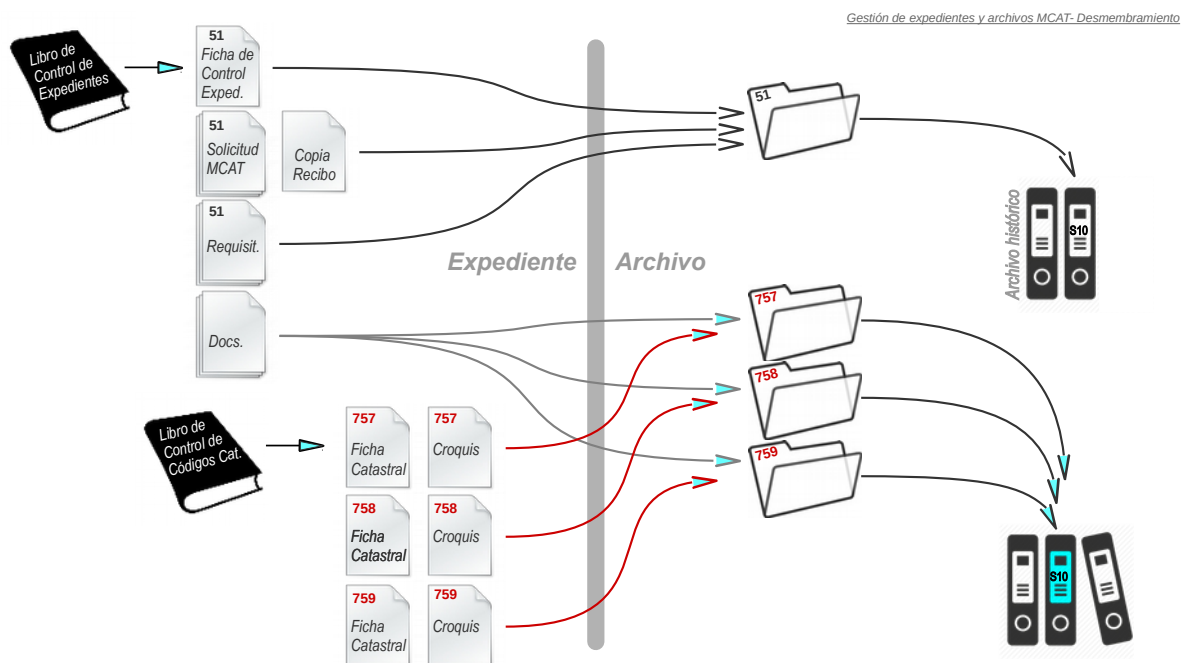 Gestión de expedientes y archivos MCAT- Desmembramiento
Libro de
Control de
Expedientes
51
Ficha de
Control
Exped.
51
Solicitud
MCAT
Copia
Recibo
51
Requisit.
Docs.
Expediente
Archivo
51
Archivo histórico
S10
757
758
759
Libro de
Control de
Códigos Cat.
757
Ficha
Catastral
757
Croquis
758
Ficha
Catastral
758
Croquis
759
Ficha
Catastral
759
Croquis
S10